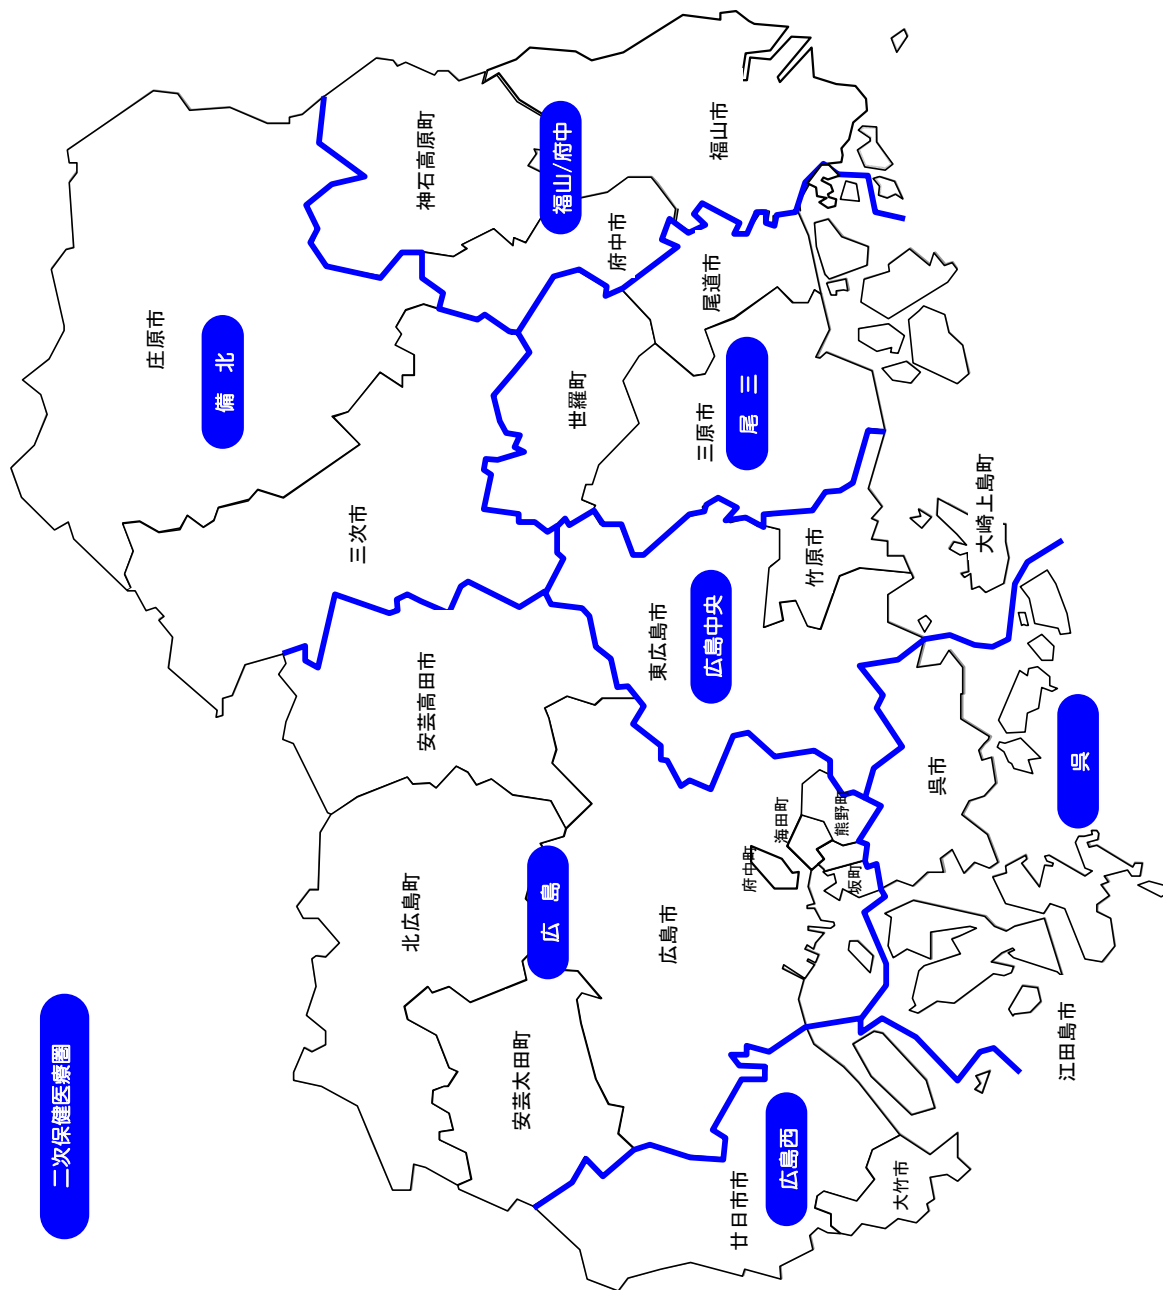 二次保健医療圏
庄原市
備 北
三次市
神石高原町
福山/府中
福山市
府中市
尾道市
世羅町
三原市
尾 三
安芸高田市
東広島市
広島中央
竹原市
大崎上島町
北広島町
広 島
広島市
府中町
海田町
熊野町
坂町
呉市
呉
江田島市
安芸太田町
廿日市市
広島西
大竹市